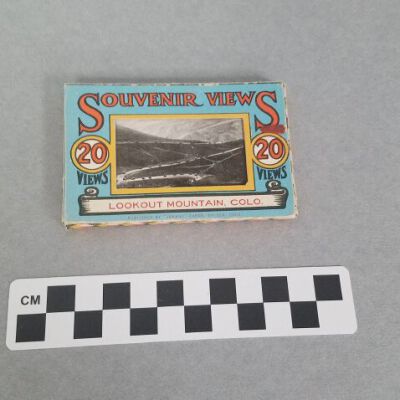 SOUVENIR VIEWS
20 VIEWS
20 VIEWS
LOOKOUT MOUNTAIN, COLO.
CM